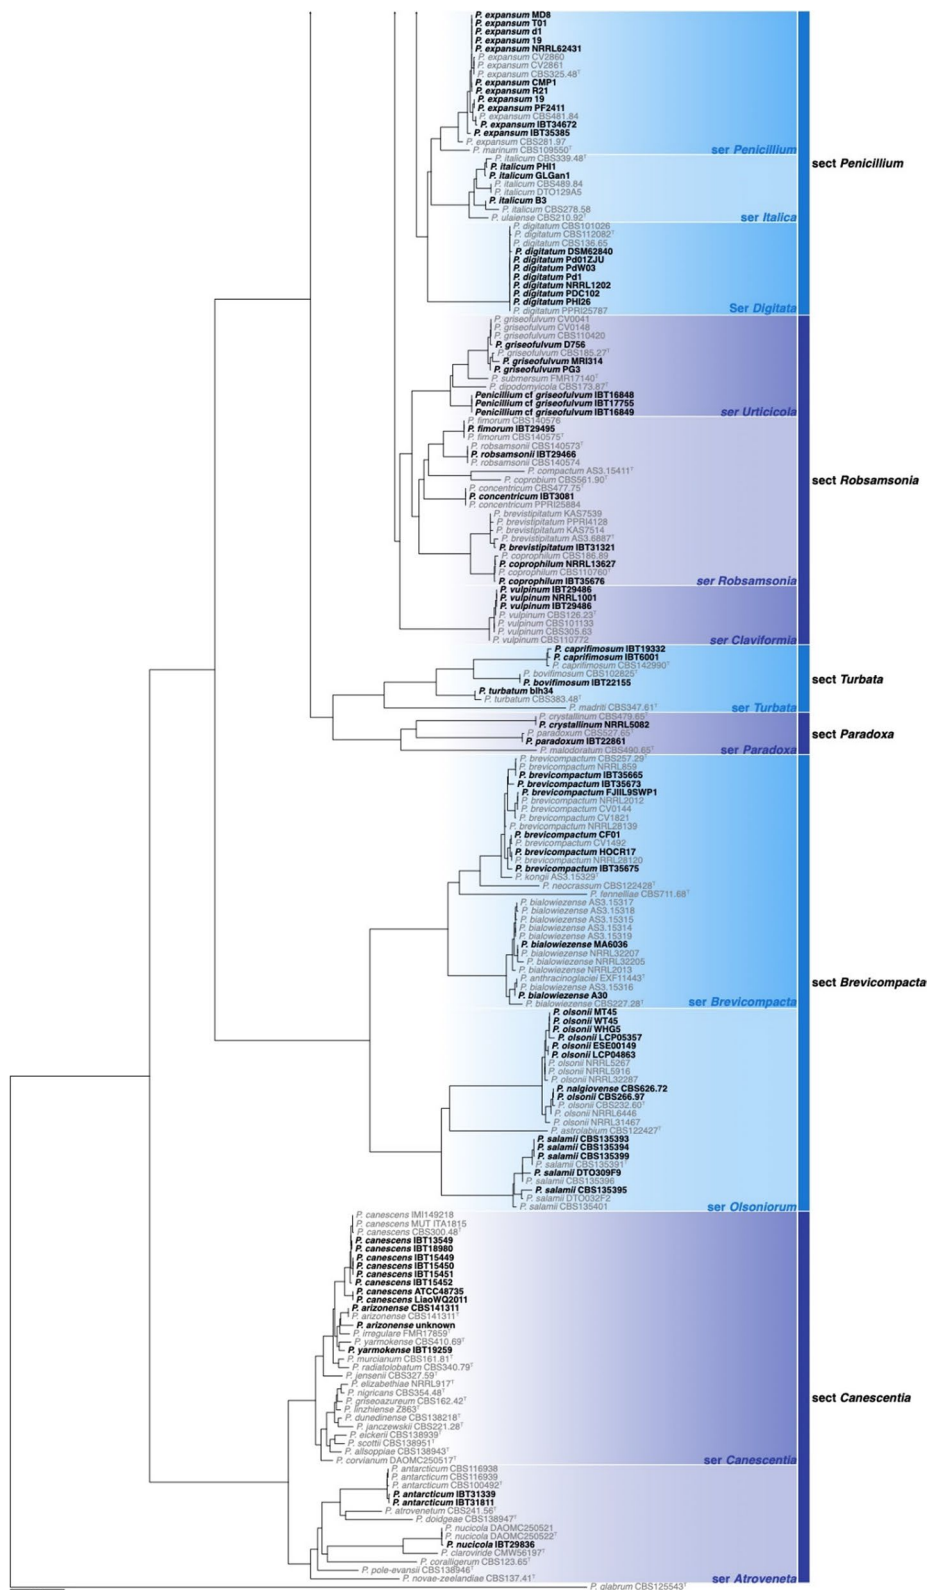 P. expansum MD8
P. expansum T01
P. expansum d1
P. expansum 19
P. expansum NRRL62431
P. expansum CV2860
P. expansum CV2861
P. expansum CBS325.48ᵀ
P. expansum CMP1
P. expansum R21
P. expansum 19
P. expansum PF2411
P. expansum CBS481.84
P. expansum IBT34672
P. expansum IBT35385
P. expansum CBS281.97
P. marinum CBS109550ᵀ
ser Penicillium
sect Penicillium
P. italicum CBS339.48ᵀ
P. italicum PHI1
P. italicum GLGan1
P. italicum CBS489.84
P. italicum DTO129A5
P. italicum B3
P. italicum CBS278.58
P. ulaiense CBS210.92ᵀ
ser Italica
P. digitatum CBS101026
P. digitatum CBS112082ᵀ
P. digitatum CBS136.65
P. digitatum DSM62840
P. digitatum Pd01ZJU
P. digitatum PdW03
P. digitatum Pd1
P. digitatum NRRL1202
P. digitatum PDC102
P. digitatum PHI26
P. digitatum PPRI25787
Ser Digitata
P. griseofulvum CV0041
P. griseofulvum CV0148
P. griseofulvum CBS110420
P. griseofulvum D756
P. griseofulvum CBS185.27ᵀ
P. griseofulvum MRI314
P. griseofulvum PG3
P. submersum FMR17140ᵀ
P. dipodomyicola CBS173.87ᵀ
Penicillium cf griseofulvum IBT16848
Penicillium cf griseofulvum IBT17755
Penicillium cf griseofulvum IBT16849
ser Urticicola
P. fimorum CBS140576
P. fimorum IBT29495
P. fimorum CBS140575ᵀ
P. robsamsonii CBS140573ᵀ
P. robsamsonii IBT29466
P. robsamsonii CBS140574
P. compactum AS3.15411ᵀ
P. coprobium CBS561.90ᵀ
P. concentricum CBS477.75ᵀ
P. concentricum IBT3081
P. concentricum PPRI25884
sect Robsamsonia
P. brevistipitatum KAS7539
P. brevistipitatum PPRI4128
P. brevistipitatum KAS7514
P. brevistipitatum AS3.6887ᵀ
P. brevistipitatum IBT31321
P. coprophilum CBS186.89
P. coprophilum NRRL13627
P. coprophilum CBS110760ᵀ
P. coprophilum IBT35676
ser Robsamsonia
P. vulpinum IBT29486
P. vulpinum NRRL1001
P. vulpinum IBT29486
P. vulpinum CBS126.23ᵀ
P. vulpinum CBS101133
P. vulpinum CBS305.63
P. vulpinum CBS110772
ser Claviformia
P. caprifimosum IBT19332
P. caprifimosum IBT6001
P. caprifimosum CBS142990ᵀ
P. bovifimosum CBS102825ᵀ
P. bovifimosum IBT22155
P. turbatum blh34
P. turbatum CBS383.48ᵀ
P. madriti CBS347.61ᵀ
ser Turbata
sect Turbata
P. crystallinum CBS479.65ᵀ
P. crystallinum NRRL5082
P. paradoxum CBS527.65ᵀ
P. paradoxum IBT22861
P. malodoratum CBS490.65ᵀ
ser Paradoxa
sect Paradoxa
P. brevicompactum CBS257.29ᵀ
P. brevicompactum NRRL859
P. brevicompactum IBT35665
P. brevicompactum IBT35673
P. brevicompactum FJIIL9SWP1
P. brevicompactum NRRL2012
P. brevicompactum CV0144
P. brevicompactum CV1821
P. brevicompactum NRRL28139
P. brevicompactum CF01
P. brevicompactum CV1492
P. brevicompactum HOCR17
P. brevicompactum NRRL28120
P. brevicompactum IBT35675
P. kongii AS3.15329ᵀ
P. neocrassum CBS122428ᵀ
P. fennelliae CBS711.68ᵀ
P. bialowiezense AS3.15317
P. bialowiezense AS3.15318
P. bialowiezense AS3.15315
P. bialowiezense AS3.15314
P. bialowiezense AS3.15319
P. bialowiezense MA6036
P. bialowiezense NRRL32207
P. bialowiezense NRRL32205
P. bialowiezense NRRL2013
P. anthracinoglaciei EXF11443ᵀ
P. bialowiezense AS3.15316
P. bialowiezense A30
P. bialowiezense CBS227.28ᵀ
ser Brevicompacta
sect Brevicompacta
P. olsonii MT45
P. olsonii WT45
P. olsonii WHG5
P. olsonii LCP05357
P. olsonii ESE00149
P. olsonii LCP04863
P. olsonii NRRL5267
P. olsonii NRRL5916
P. olsonii NRRL32287
P. nalgiovense CBS626.72
P. olsonii CBS266.97
P. olsonii CBS232.60ᵀ
P. olsonii NRRL6446
P. olsonii NRRL31467
P. astrolabium CBS122427ᵀ
P. salamii CBS135393
P. salamii CBS135394
P. salamii CBS135399
P. salamii CBS135391ᵀ
P. salamii DTO309F9
P. salamii CBS135396
P. salamii CBS135395
P. salamii DTO032F2
P. salamii CBS135401
ser Olsoniorum
P. canescens IMI149218
P. canescens MUT ITA1815
P. canescens CBS300.48ᵀ
P. canescens IBT13549
P. canescens IBT18980
P. canescens IBT15449
P. canescens IBT15450
P. canescens IBT15451
P. canescens IBT15452
P. canescens ATCC48735
P. canescens LiaoWQ2011
P. arizonense CBS141311
P. arizonense CBS141311ᵀ
P. arizonense unknown
P. irregulare FMR17859ᵀ
P. yarmokense CBS410.69ᵀ
P. yarmokense IBT19259
P. murcianum CBS161.81ᵀ
P. radiatolobatum CBS340.79ᵀ
P. jensenii CBS327.59ᵀ
P. elizabethiae NRRL917ᵀ
P. nigricans CBS354.48ᵀ
P. griseoazureum CBS162.42ᵀ
P. linzhiense Z863ᵀ
P. dunedinense CBS138218ᵀ
P. janczewskii CBS221.28ᵀ
P. eickerii CBS138939ᵀ
P. scottii CBS138951ᵀ
P. allsoppiae CBS138943ᵀ
P. corvianum DAOMC250517ᵀ
ser Canescentia
sect Canescentia
P. antarcticum CBS116938
P. antarcticum CBS116939
P. antarcticum CBS100492ᵀ
P. antarcticum IBT31339
P. antarcticum IBT31811
P. atrovenetum CBS241.56ᵀ
P. doidgeae CBS138947ᵀ
P. nucicola DAOMC250521
P. nucicola DAOMC250522ᵀ
P. nucicola IBT29836
P. claroviride CMW56197ᵀ
P. coralligerum CBS123.65ᵀ
P. pole-evansii CBS138946ᵀ
P. novae-zeelandiae CBS137.41ᵀ
ser Atroveneta
P. glabrum CBS125543ᵀ